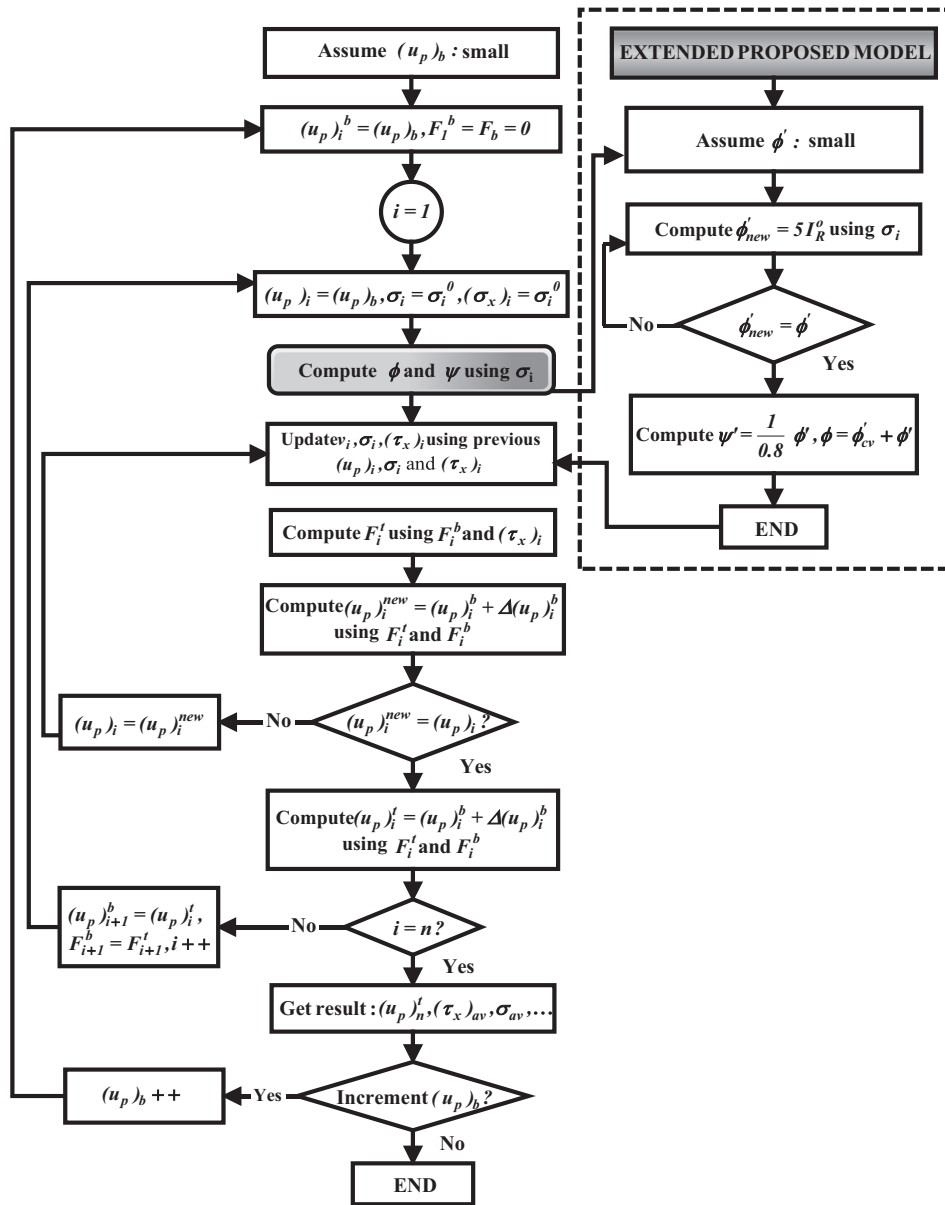 Assume (u_p)_b : small
(u_p)_i^b = (u_p)_b, F_1^b = F_b = 0
i = 1
(u_p)_i = (u_p)_b, σ_i = σ_i^0, (σ_x)_i = σ_i^0
Compute ϕ and ψ using σ_i
Update v_i, σ_i, (τ_x)_i using previous
(u_p)_i, σ_i and (τ_x)_i
Compute F_i^t using F_i^b and (τ_x)_i
Compute (u_p)_i^new = (u_p)_i^b + Δ(u_p)_i^b
using F_i^t and F_i^b
(u_p)_i = (u_p)_i^new
No
(u_p)_i^new = (u_p)_i ?
Yes
Compute (u_p)_i^t = (u_p)_i^b + Δ(u_p)_i^b
using F_i^t and F_i^b
(u_p)_{i+1}^b = (u_p)_i^t,
F_{i+1}^b = F_{i+1}^t, i++
No
i = n?
Yes
Get result : (u_p)_n^t, (τ_x)_av, σ_av, ...
(u_p)_b ++
Yes
Increment (u_p)_b ?
No
END
EXTENDED PROPOSED MODEL
Assume ϕ' : small
Compute ϕ'_new = 5I_R^o using σ_i
No
ϕ'_new = ϕ'
Yes
Compute ψ' = 1/0.8 ϕ', ϕ = ϕ'_cv + ϕ'
END